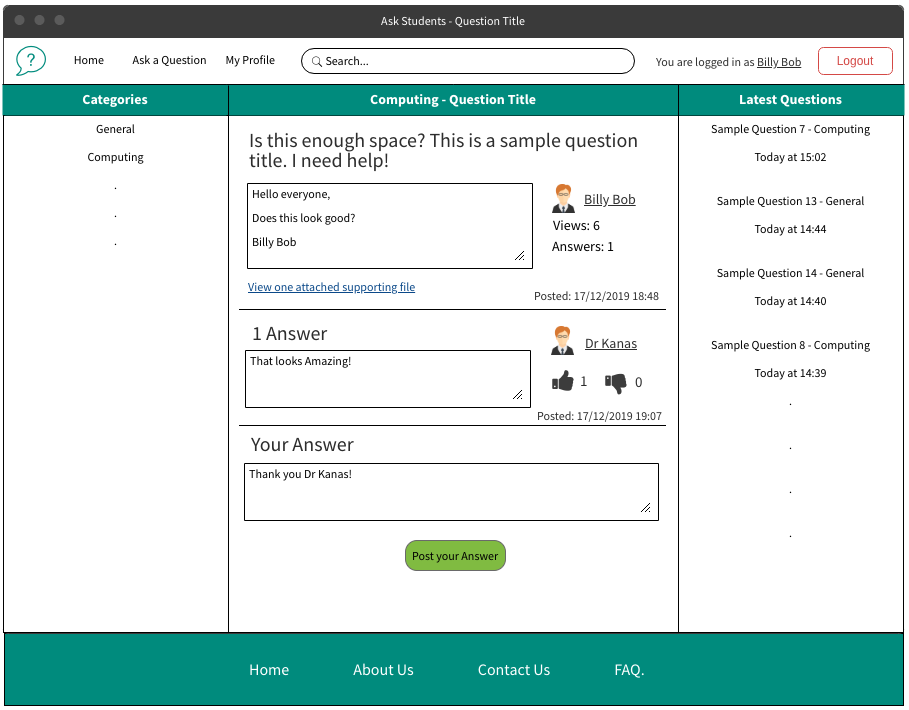 Ask Students - Question Title
?
Home
Ask a Question
My Profile
Search...
You are logged in as Billy Bob
Logout
Categories
General
Computing
.
.
.
Computing - Question Title
Is this enough space? This is a sample question
title. I need help!
Hello everyone,
Does this look good?
Billy Bob
Billy Bob
Views: 6
Answers: 1
View one attached supporting file
Posted: 17/12/2019 18:48
1 Answer
That looks Amazing!
Dr Kanas
1
0
Posted: 17/12/2019 19:07
Your Answer
Thank you Dr Kanas!
Post your Answer
Latest Questions
Sample Question 7 - Computing
Today at 15:02
Sample Question 13 - General
Today at 14:44
Sample Question 14 - General
Today at 14:40
Sample Question 8 - Computing
Today at 14:39
.
.
.
.
Home
About Us
Contact Us
FAQ.